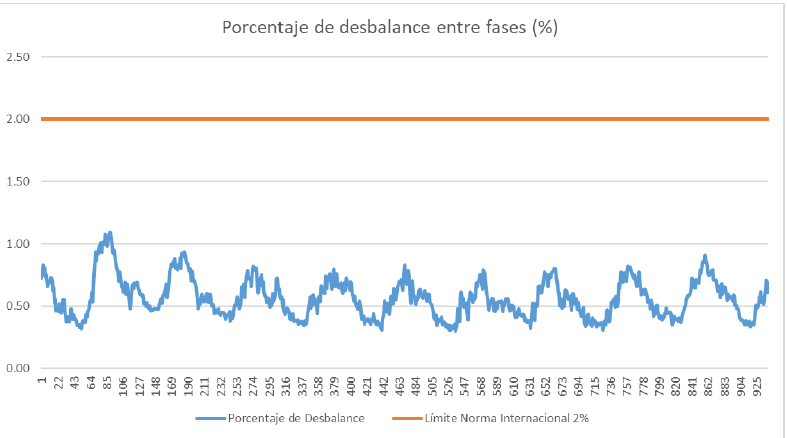 Porcentaje de desbalance entre fases (%)
2.50
2.00
1.50
1.00
0.50
0.00
1 22 43 64 85 106 127 148 169 190 211 232 253 274 295 316 337 358 379 400 421 442 463 484 505 526 547 568 589 610 631 652 673 694 715 736 757 778 799 820 841 862 883 904 925
Porcentaje de Desbalance Límite Norma Internacional 2%